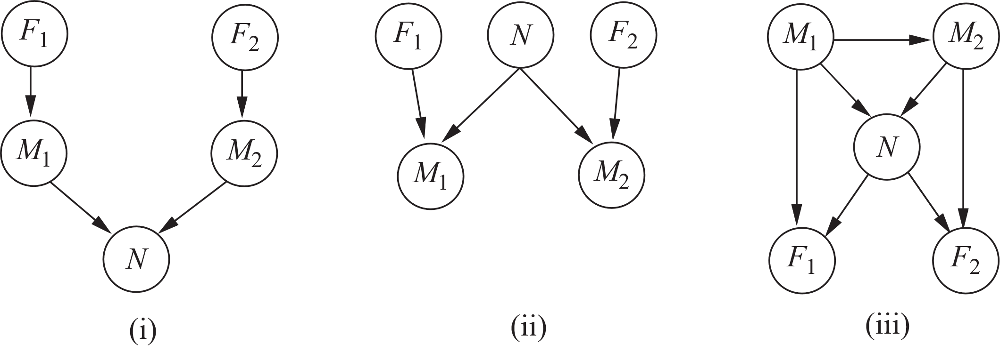 F1 F2 F1 N F2 M1 M2
M1 M2 M1 M2 N
N F1 F2
(i) (ii) (iii)